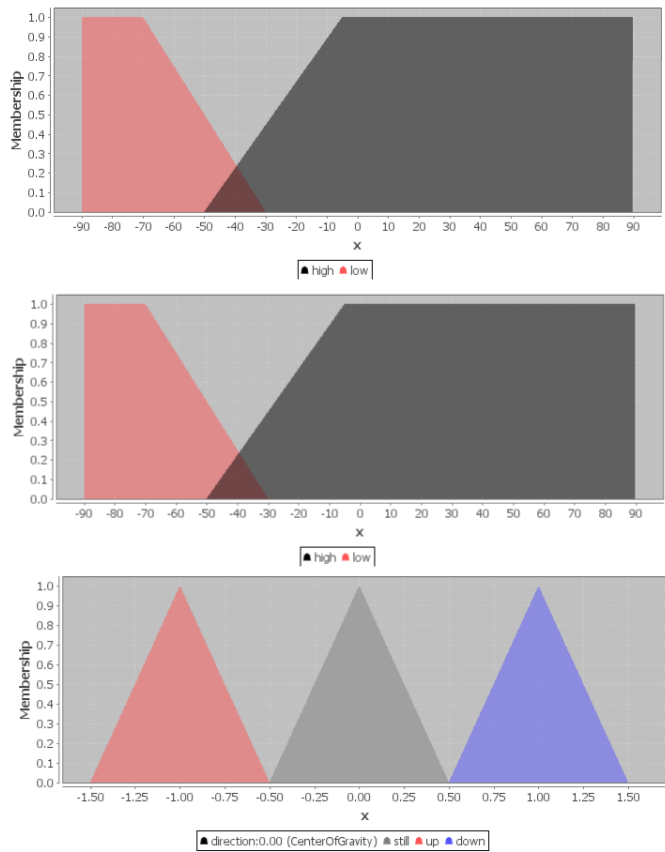 1.0
0.9
0.8
0.7
0.6
0.5
0.4
0.3
0.2
0.1
0.0
Membership
-90 -80 -70 -60 -50 -40 -30 -20 -10 0 10 20 30 40 50 60 70 80 90
x
high low
1.0
0.9
0.8
0.7
0.6
0.5
0.4
0.3
0.2
0.1
0.0
Membership
-90 -80 -70 -60 -50 -40 -30 -20 -10 0 10 20 30 40 50 60 70 80 90
x
high low
1.0
0.9
0.8
0.7
0.6
0.5
0.4
0.3
0.2
0.1
0.0
Membership
-1.50 -1.25 -1.00 -0.75 -0.50 -0.25 0.00 0.25 0.50 0.75 1.00 1.25 1.50
x
direction:0.00 (CenterOfGravity) still up down